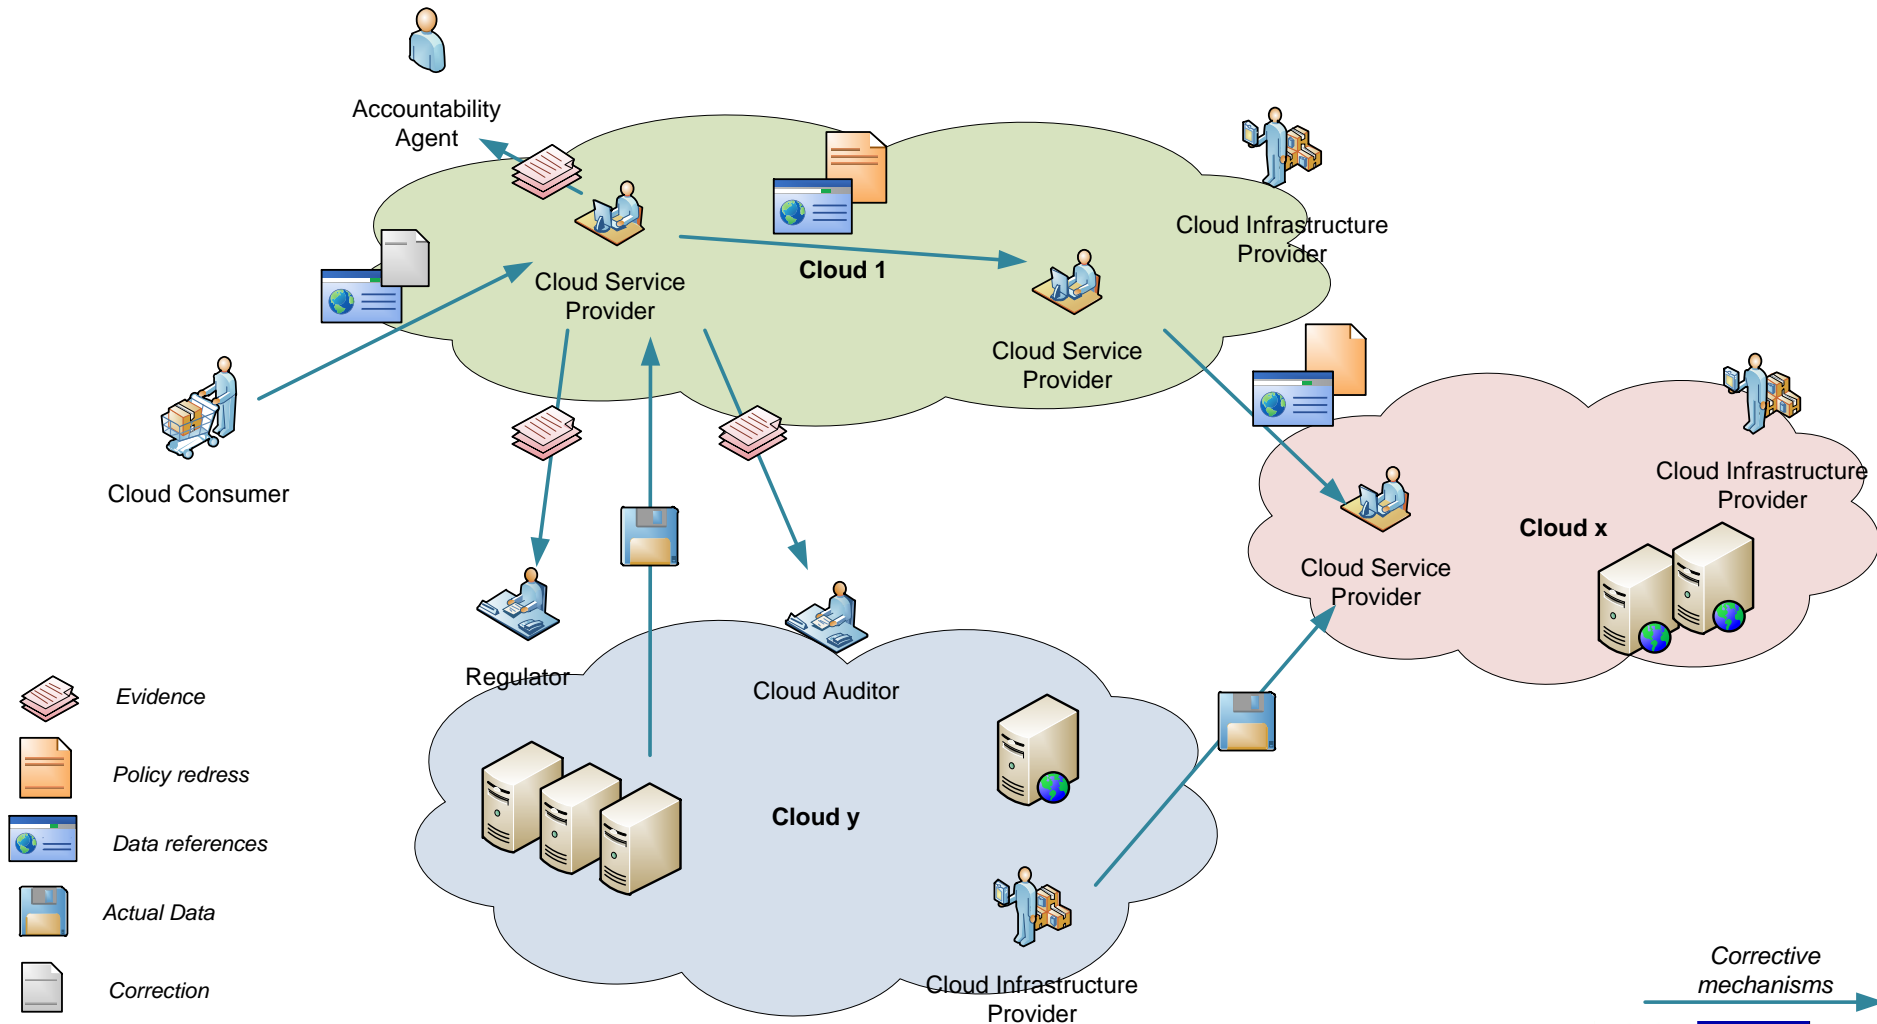 Accountability
Agent
Cloud Infrastructure
Provider
Cloud 1
Cloud Service
Provider
Cloud Service
Provider
Cloud Consumer
Cloud Infrastructure
Provider
Cloud x
Cloud Service
Provider
Regulator
Cloud Auditor
Cloud y
Cloud Infrastructure
Provider
Evidence
Policy redress
Data references
Actual Data
Correction
Corrective
mechanisms